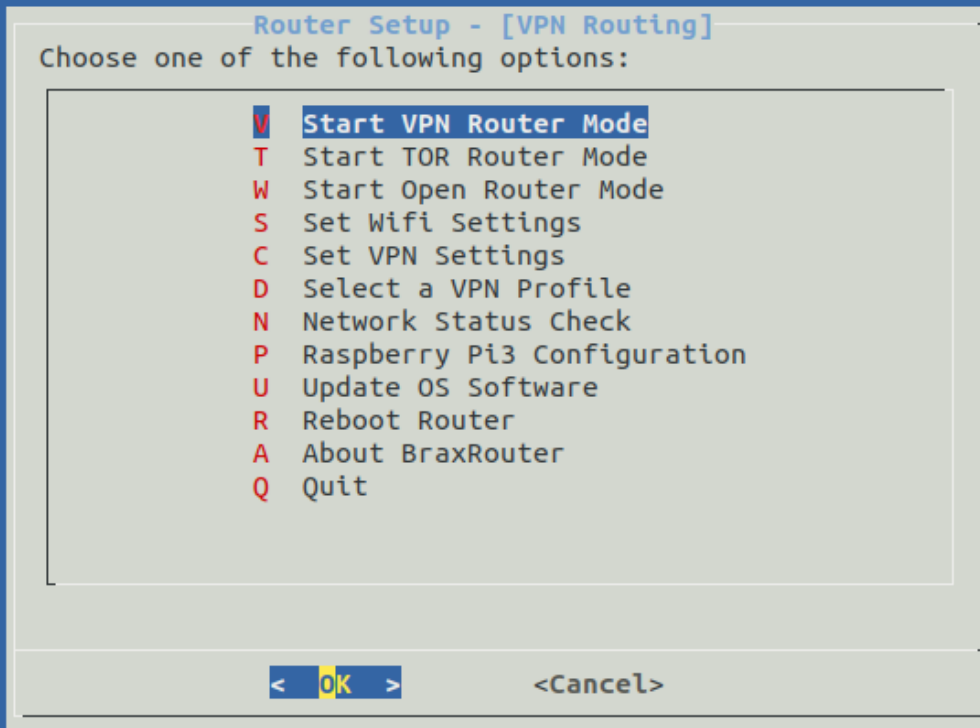 Router Setup - [VPN Routing]
Choose one of the following options:
V Start VPN Router Mode
T Start TOR Router Mode
W Start Open Router Mode
S Set Wifi Settings
C Set VPN Settings
D Select a VPN Profile
N Network Status Check
P Raspberry Pi3 Configuration
U Update OS Software
R Reboot Router
A About BraxRouter
Q Quit
< OK > <Cancel>